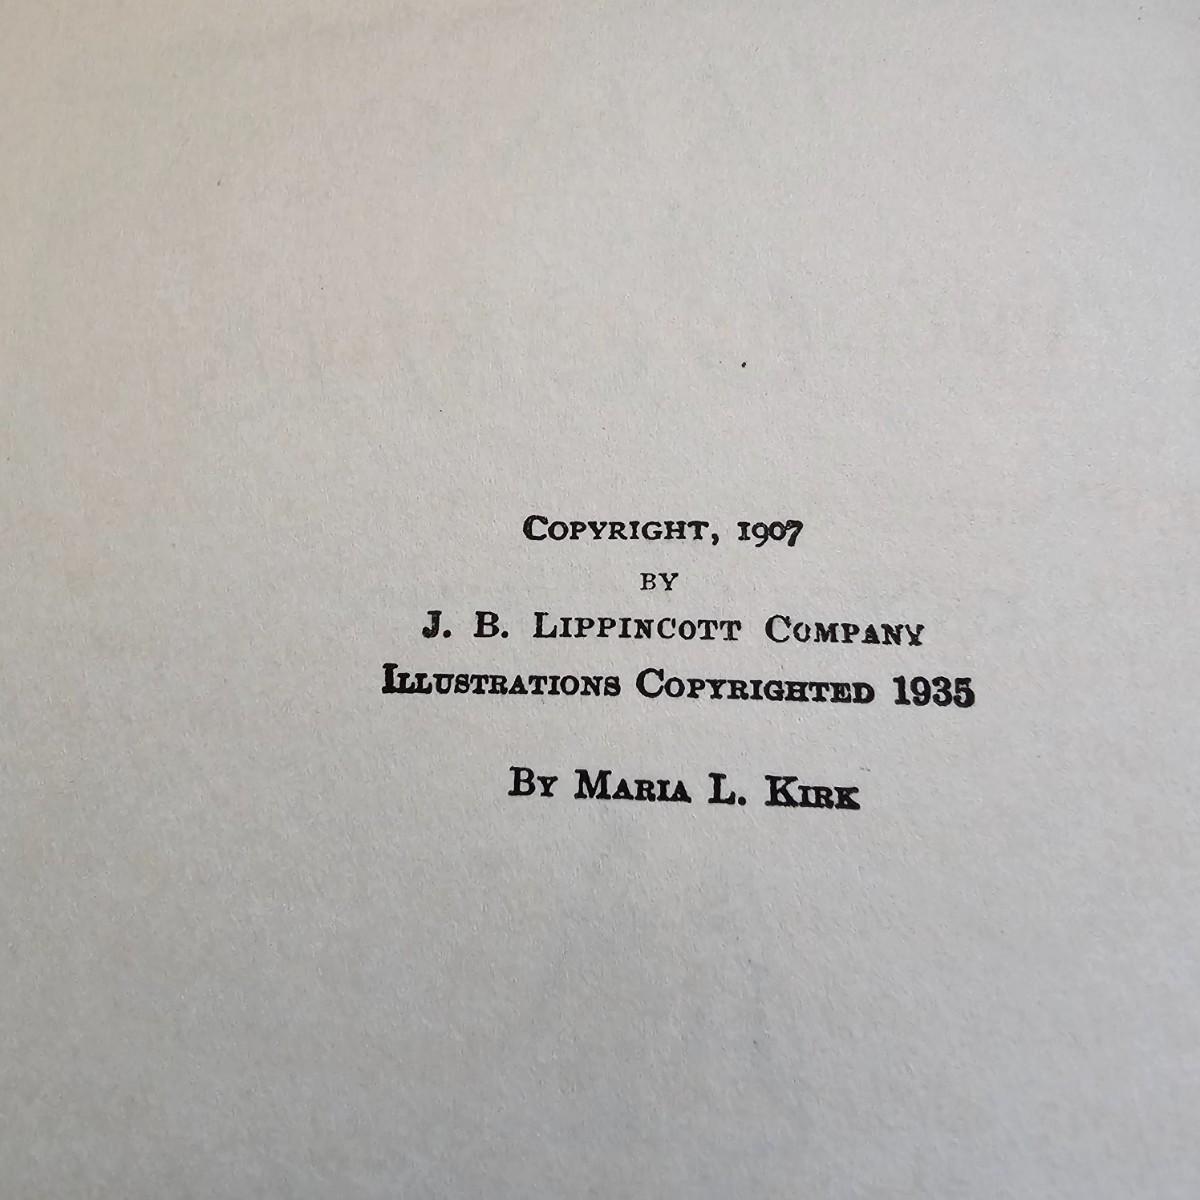 Copyright, 1907
by
J. B. Lippincott Company
Illustrations Copyrighted 1935
By Maria L. Kirk